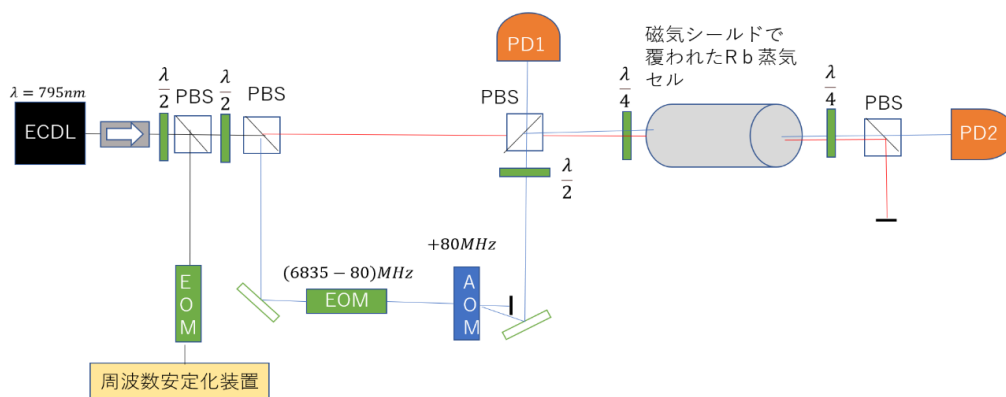 λ = 795nm
ECDL
λ/2
PBS
λ/2
PBS
PD1
PBS
λ/2
λ/4
磁気シールドで
覆われたRb蒸気
セル
λ/4
PBS
PD2
+80MHz
(6835 − 80)MHz
EOM
AOM
EOM
周波数安定化装置